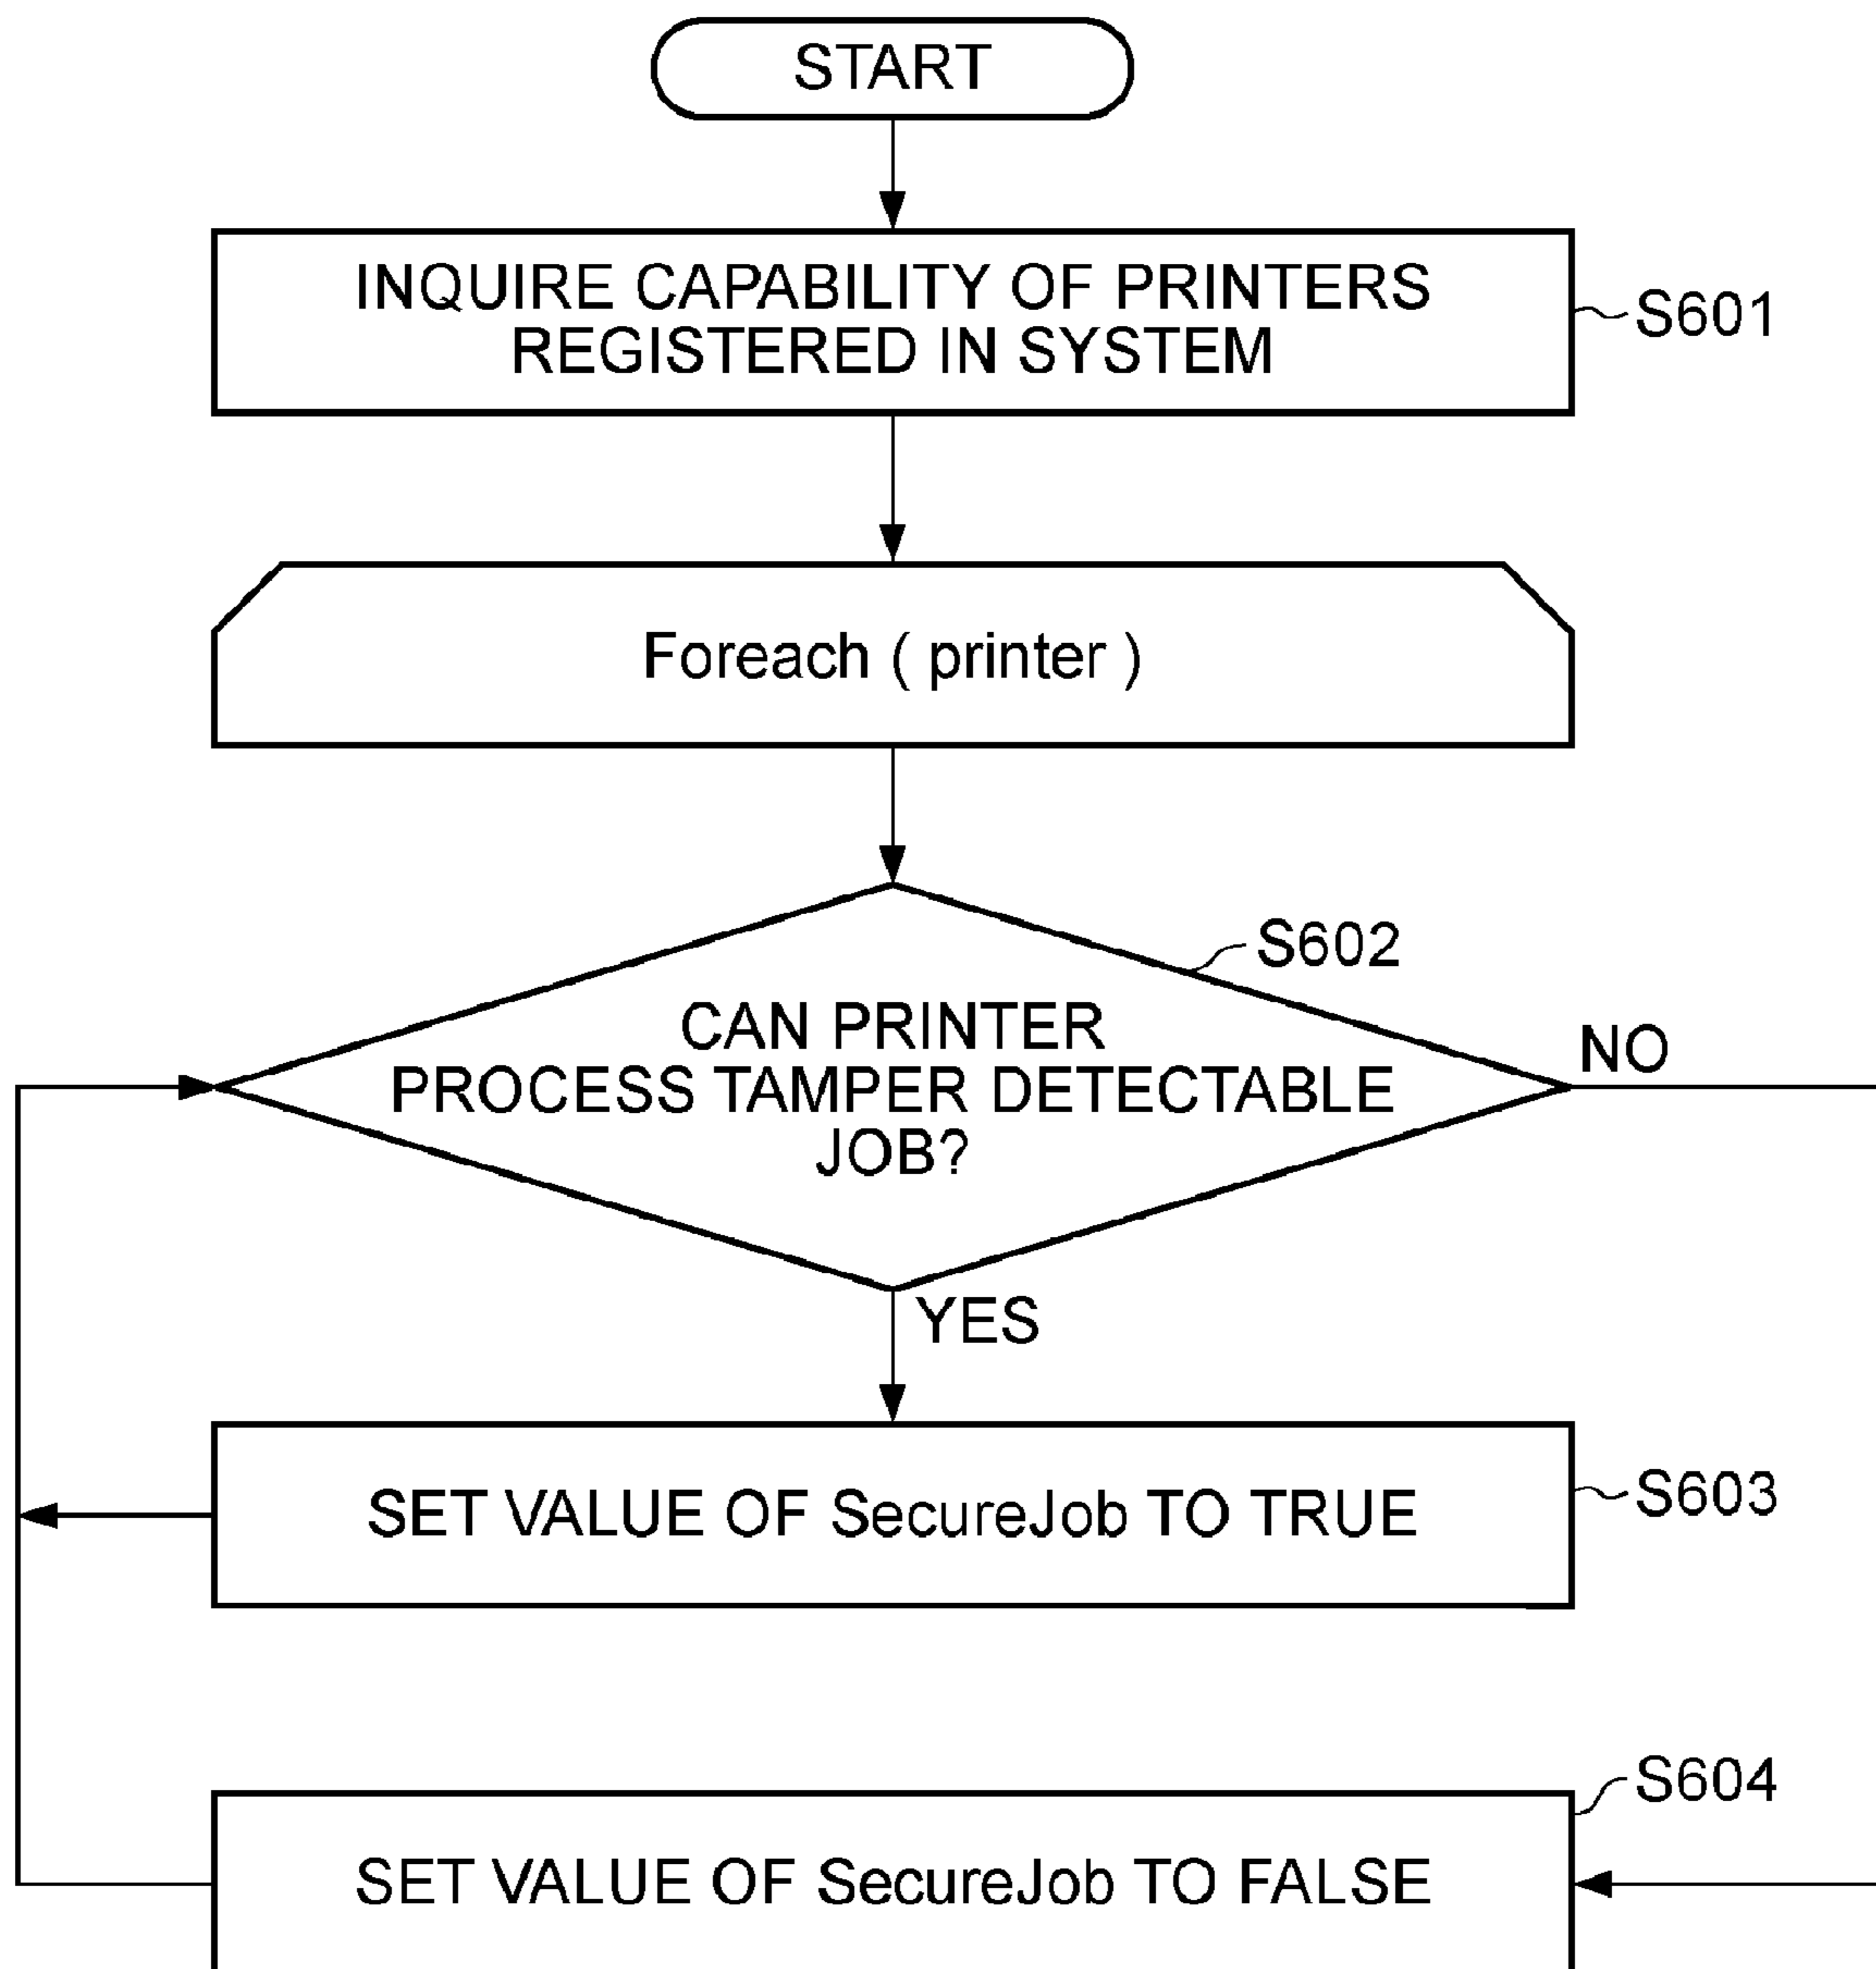 START
INQUIRE CAPABILITY OF PRINTERS
REGISTERED IN SYSTEM
S601
Foreach ( printer )
S602
CAN PRINTER
PROCESS TAMPER DETECTABLE
JOB?
NO
YES
SET VALUE OF SecureJob TO TRUE
S603
S604
SET VALUE OF SecureJob TO FALSE